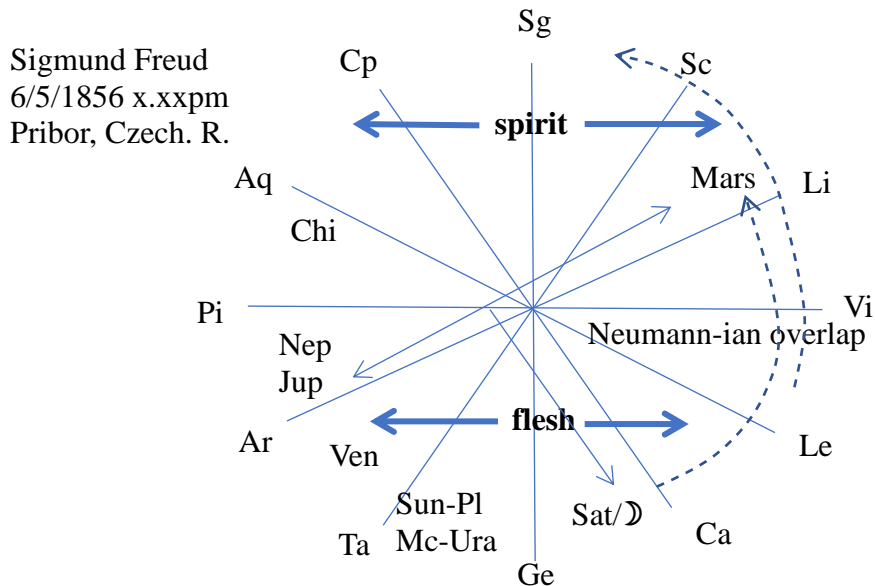 Sg
Sigmund Freud
6/5/1856 x.xxpm
Pribor, Czech. R.
Cp
Sc
spirit
Mars
Li
Aq
Chi
Pi
Vi
Neumann-ian overlap
Nep
Jup
Ar
flesh
Le
Ven
Sun-Pl
Mc-Ura
Sat/☽
Ca
Ta
Ge